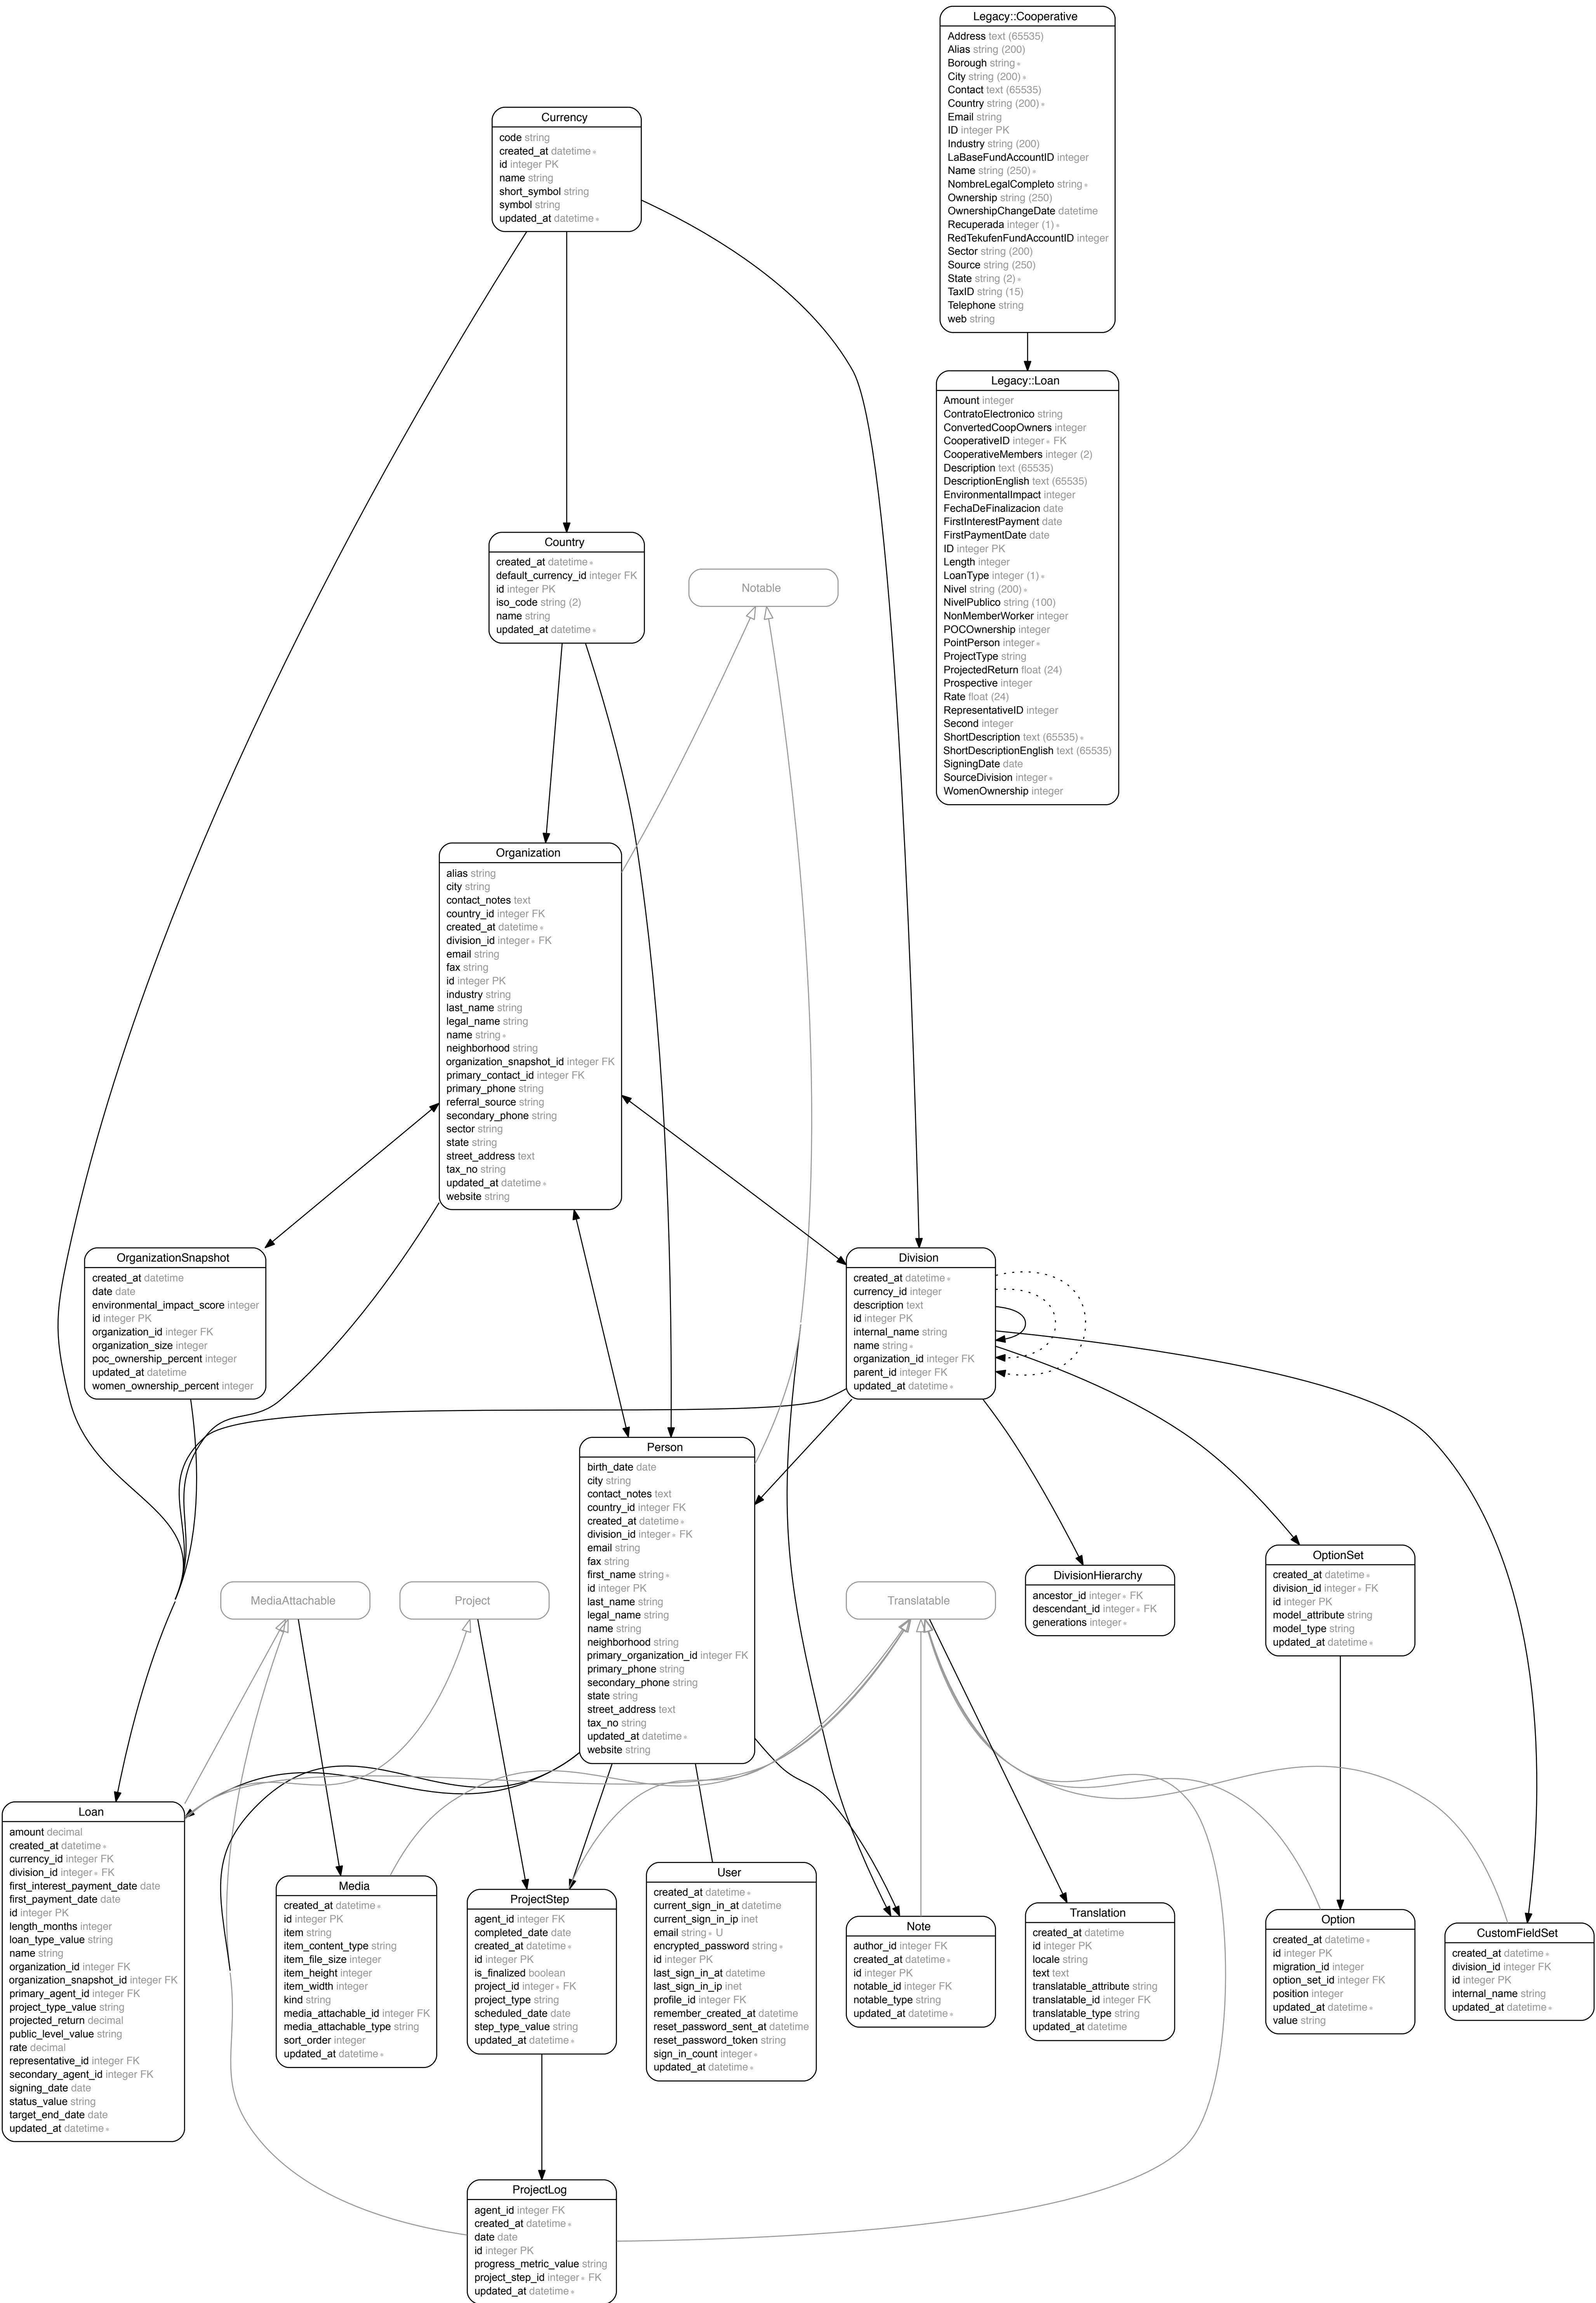 Legacy::Cooperative
Address text (65535)
Alias string (200)
Borough string ∗
City string (200) ∗
Contact text (65535)
Country string (200) ∗
Email string
ID integer PK
Industry string (200)
LaBaseFundAccountID integer
Name string (250) ∗
NombreLegalCompleto string ∗
Ownership string (250)
OwnershipChangeDate datetime
Recuperada integer (1) ∗
RedTekufenFundAccountID integer
Sector string (200)
Source string (250)
State string (2) ∗
TaxID string (15)
Telephone string
web string
Currency
code string
created_at datetime ∗
id integer PK
name string
short_symbol string
symbol string
updated_at datetime ∗
Legacy::Loan
Amount integer
ContratoElectronico string
ConvertedCoopOwners integer
CooperativeID integer ∗ FK
CooperativeMembers integer (2)
Description text (65535)
DescriptionEnglish text (65535)
EnvironmentalImpact integer
FechaDeFinalizacion date
FirstInterestPayment date
FirstPaymentDate date
ID integer PK
Length integer
LoanType integer (1) ∗
Nivel string (200) ∗
NivelPublico string (100)
NonMemberWorker integer
POCOwnership integer
PointPerson integer ∗
ProjectType string
ProjectedReturn float (24)
Prospective integer
Rate float (24)
RepresentativeID integer
Second integer
ShortDescription text (65535) ∗
ShortDescriptionEnglish text (65535)
SigningDate date
SourceDivision integer ∗
WomenOwnership integer
Country
created_at datetime ∗
default_currency_id integer FK
id integer PK
iso_code string (2)
name string
updated_at datetime ∗
Notable
Organization
alias string
city string
contact_notes text
country_id integer FK
created_at datetime ∗
division_id integer ∗ FK
email string
fax string
id integer PK
industry string
last_name string
legal_name string
name string ∗
neighborhood string
organization_snapshot_id integer FK
primary_contact_id integer FK
primary_phone string
referral_source string
secondary_phone string
sector string
state string
street_address text
tax_no string
updated_at datetime ∗
website string
OrganizationSnapshot
created_at datetime
date date
environmental_impact_score integer
id integer PK
organization_id integer FK
organization_size integer
poc_ownership_percent integer
updated_at datetime
women_ownership_percent integer
Division
created_at datetime ∗
currency_id integer
description text
id integer PK
internal_name string
name string ∗
organization_id integer FK
parent_id integer FK
updated_at datetime ∗
Person
birth_date date
city string
contact_notes text
country_id integer FK
created_at datetime ∗
division_id integer ∗ FK
email string
fax string
first_name string ∗
id integer PK
last_name string
legal_name string
name string
neighborhood string
primary_organization_id integer FK
primary_phone string
secondary_phone string
state string
street_address text
tax_no string
updated_at datetime ∗
website string
MediaAttachable
Project
Translatable
DivisionHierarchy
ancestor_id integer ∗ FK
descendant_id integer ∗ FK
generations integer ∗
OptionSet
created_at datetime ∗
division_id integer ∗ FK
id integer PK
model_attribute string
model_type string
updated_at datetime ∗
Loan
amount decimal
created_at datetime ∗
currency_id integer FK
division_id integer ∗ FK
first_interest_payment_date date
first_payment_date date
id integer PK
length_months integer
loan_type_value string
name string
organization_id integer FK
organization_snapshot_id integer FK
primary_agent_id integer FK
project_type_value string
projected_return decimal
public_level_value string
rate decimal
representative_id integer FK
secondary_agent_id integer FK
signing_date date
status_value string
target_end_date date
updated_at datetime ∗
Media
created_at datetime ∗
id integer PK
item string
item_content_type string
item_file_size integer
item_height integer
item_width integer
kind string
media_attachable_id integer FK
media_attachable_type string
sort_order integer
updated_at datetime ∗
ProjectStep
agent_id integer FK
completed_date date
created_at datetime ∗
id integer PK
is_finalized boolean
project_id integer ∗ FK
project_type string
scheduled_date date
step_type_value string
updated_at datetime ∗
User
created_at datetime ∗
current_sign_in_at datetime
current_sign_in_ip inet
email string ∗ U
encrypted_password string ∗
id integer PK
last_sign_in_at datetime
last_sign_in_ip inet
profile_id integer FK
remember_created_at datetime
reset_password_sent_at datetime
reset_password_token string
sign_in_count integer ∗
updated_at datetime ∗
Note
author_id integer FK
created_at datetime ∗
id integer PK
notable_id integer FK
notable_type string
updated_at datetime ∗
Translation
created_at datetime
id integer PK
locale string
text text
translatable_attribute string
translatable_id integer FK
translatable_type string
updated_at datetime
Option
created_at datetime ∗
id integer PK
migration_id integer
option_set_id integer FK
position integer
updated_at datetime ∗
value string
CustomFieldSet
created_at datetime ∗
division_id integer FK
id integer PK
internal_name string
updated_at datetime ∗
ProjectLog
agent_id integer FK
created_at datetime ∗
date date
id integer PK
progress_metric_value string
project_step_id integer ∗ FK
updated_at datetime ∗